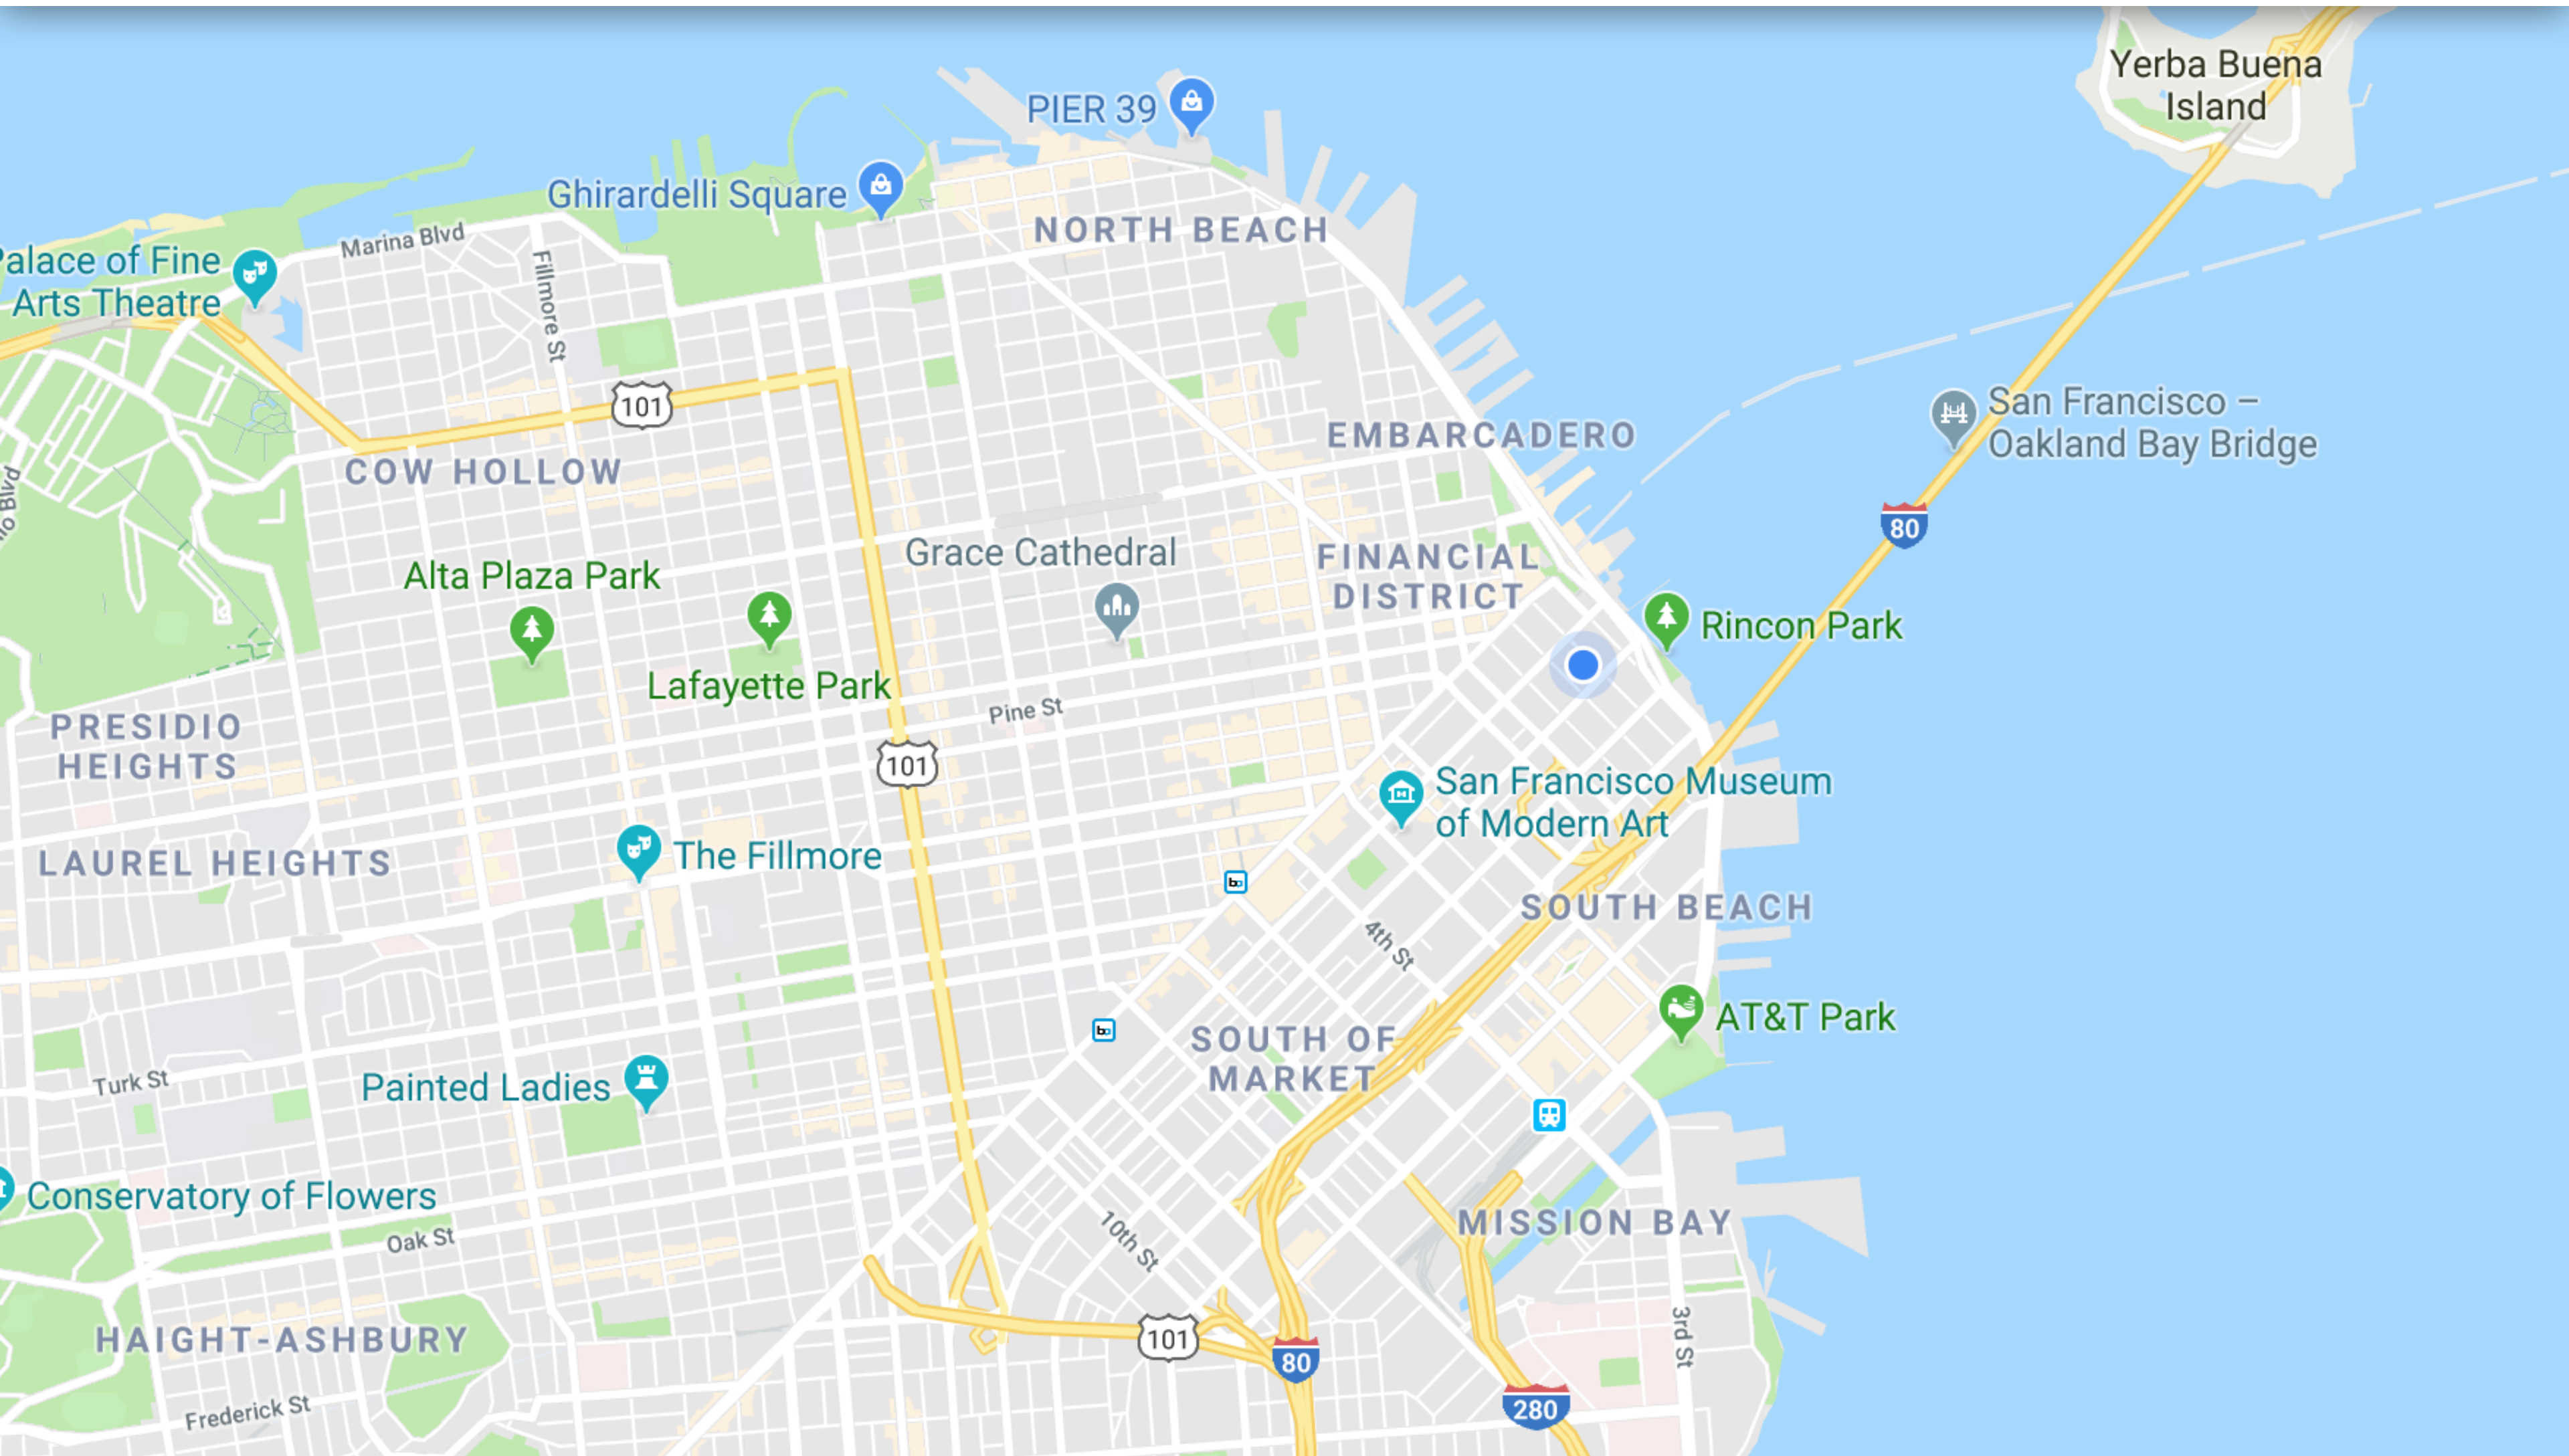 Yerba Buena
Island
PIER 39
Ghirardelli Square
NORTH BEACH
Marina Blvd
Fillmore St
Palace of Fine
Arts Theatre
101
San Francisco –
Oakland Bay Bridge
EMBARCADERO
COW HOLLOW
Blvd
80
Grace Cathedral
FINANCIAL
DISTRICT
Alta Plaza Park
Rincon Park
Lafayette Park
Pine St
PRESIDIO
HEIGHTS
101
San Francisco Museum
of Modern Art
LAUREL HEIGHTS
The Fillmore
SOUTH BEACH
4th St
AT&T Park
SOUTH OF
MARKET
Turk St
Painted Ladies
Conservatory of Flowers
Oak St
10th St
MISSION BAY
HAIGHT-ASHBURY
101
80
3rd St
Frederick St
280